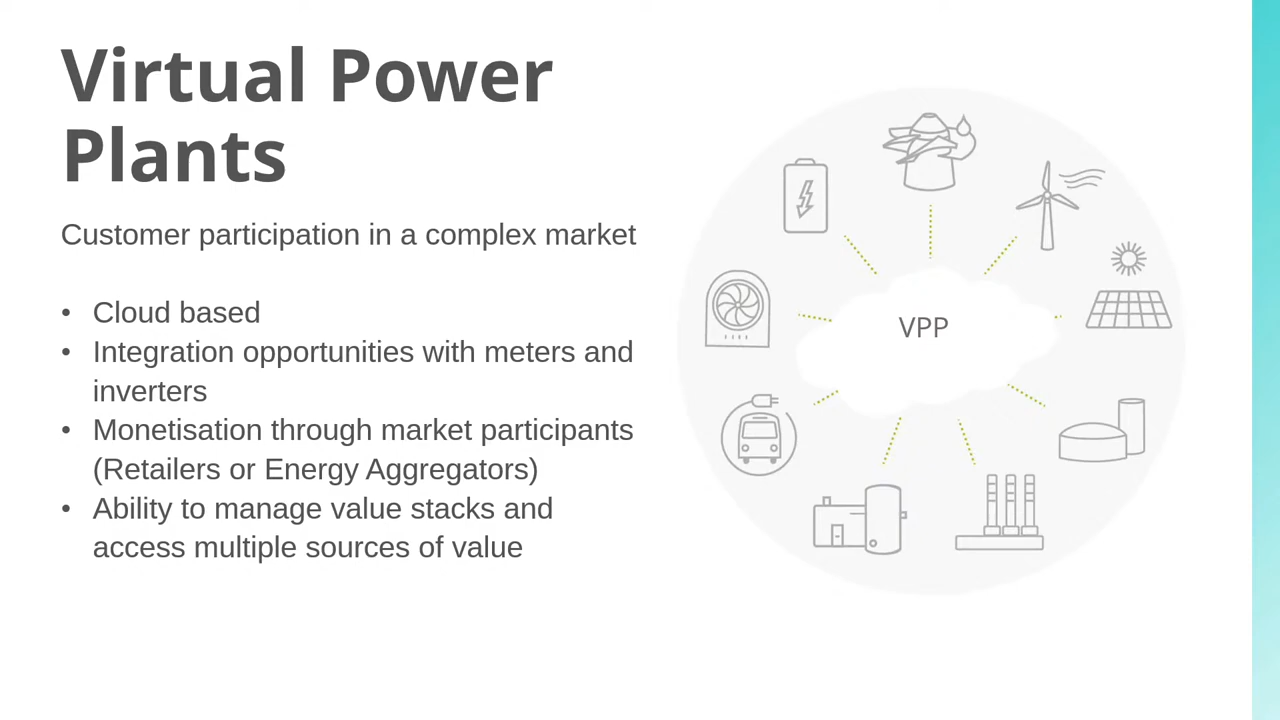 Virtual Power
Plants
Customer participation in a complex market
• Cloud based
• Integration opportunities with meters and
inverters
• Monetisation through market participants
(Retailers or Energy Aggregators)
• Ability to manage value stacks and
access multiple sources of value
VPP